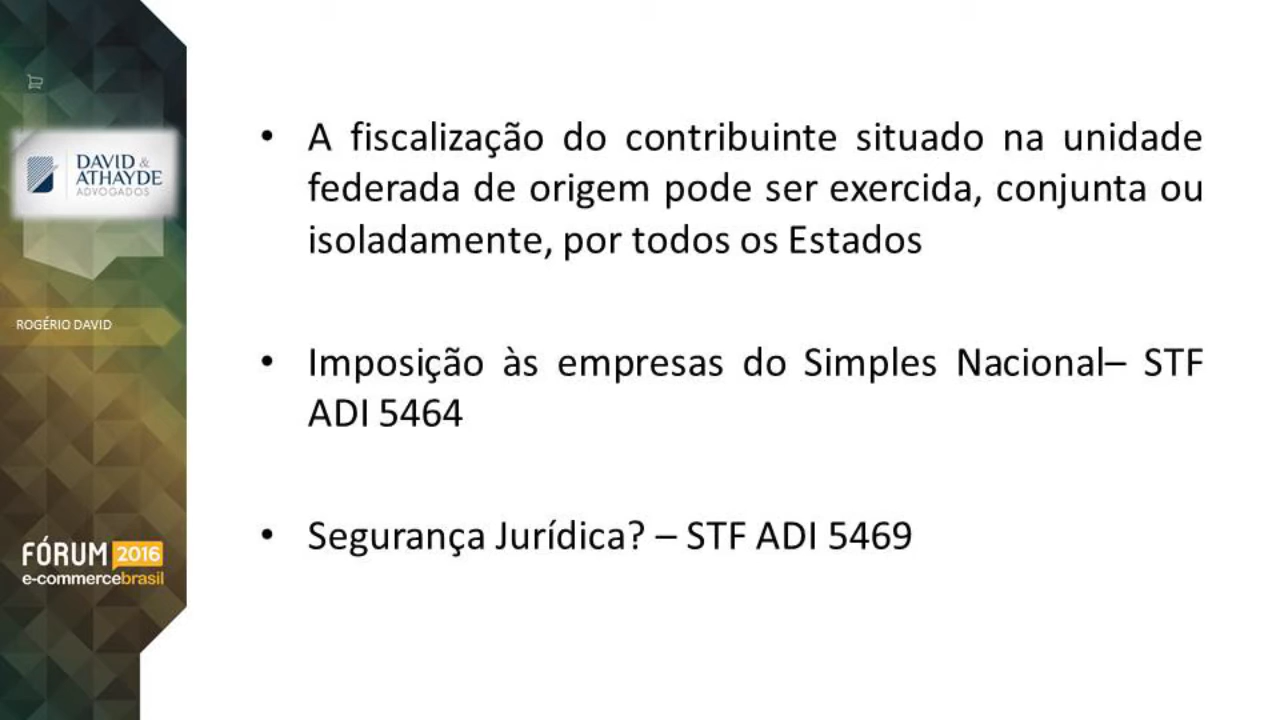 DAVID &
ATHAYDE
ADVOGADOS
ROGÉRIO DAVID
FÓRUM 2016
e-commercebrasil
• A fiscalização do contribuinte situado na unidade
federada de origem pode ser exercida, conjunta ou
isoladamente, por todos os Estados
• Imposição às empresas do Simples Nacional– STF
ADI 5464
• Segurança Jurídica? – STF ADI 5469